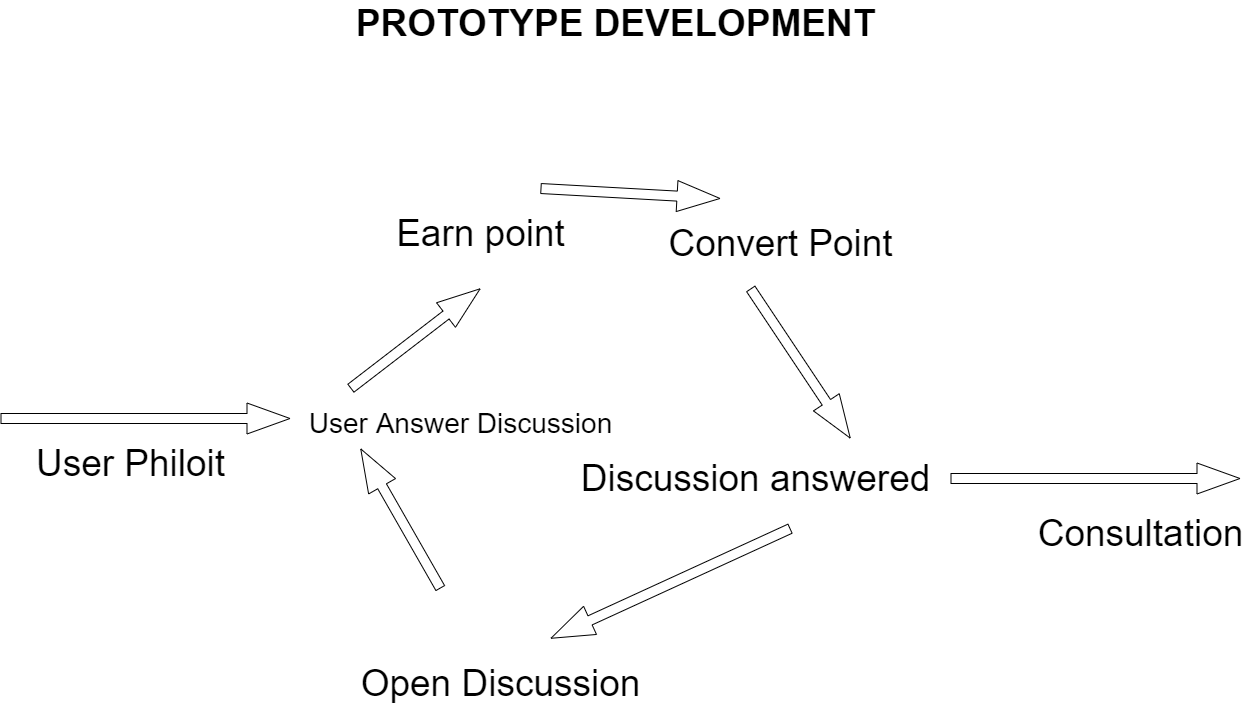 PROTOTYPE DEVELOPMENT
Earn point
Convert Point
User Answer Discussion
User Philoit
Discussion answered
Consultation
Open Discussion